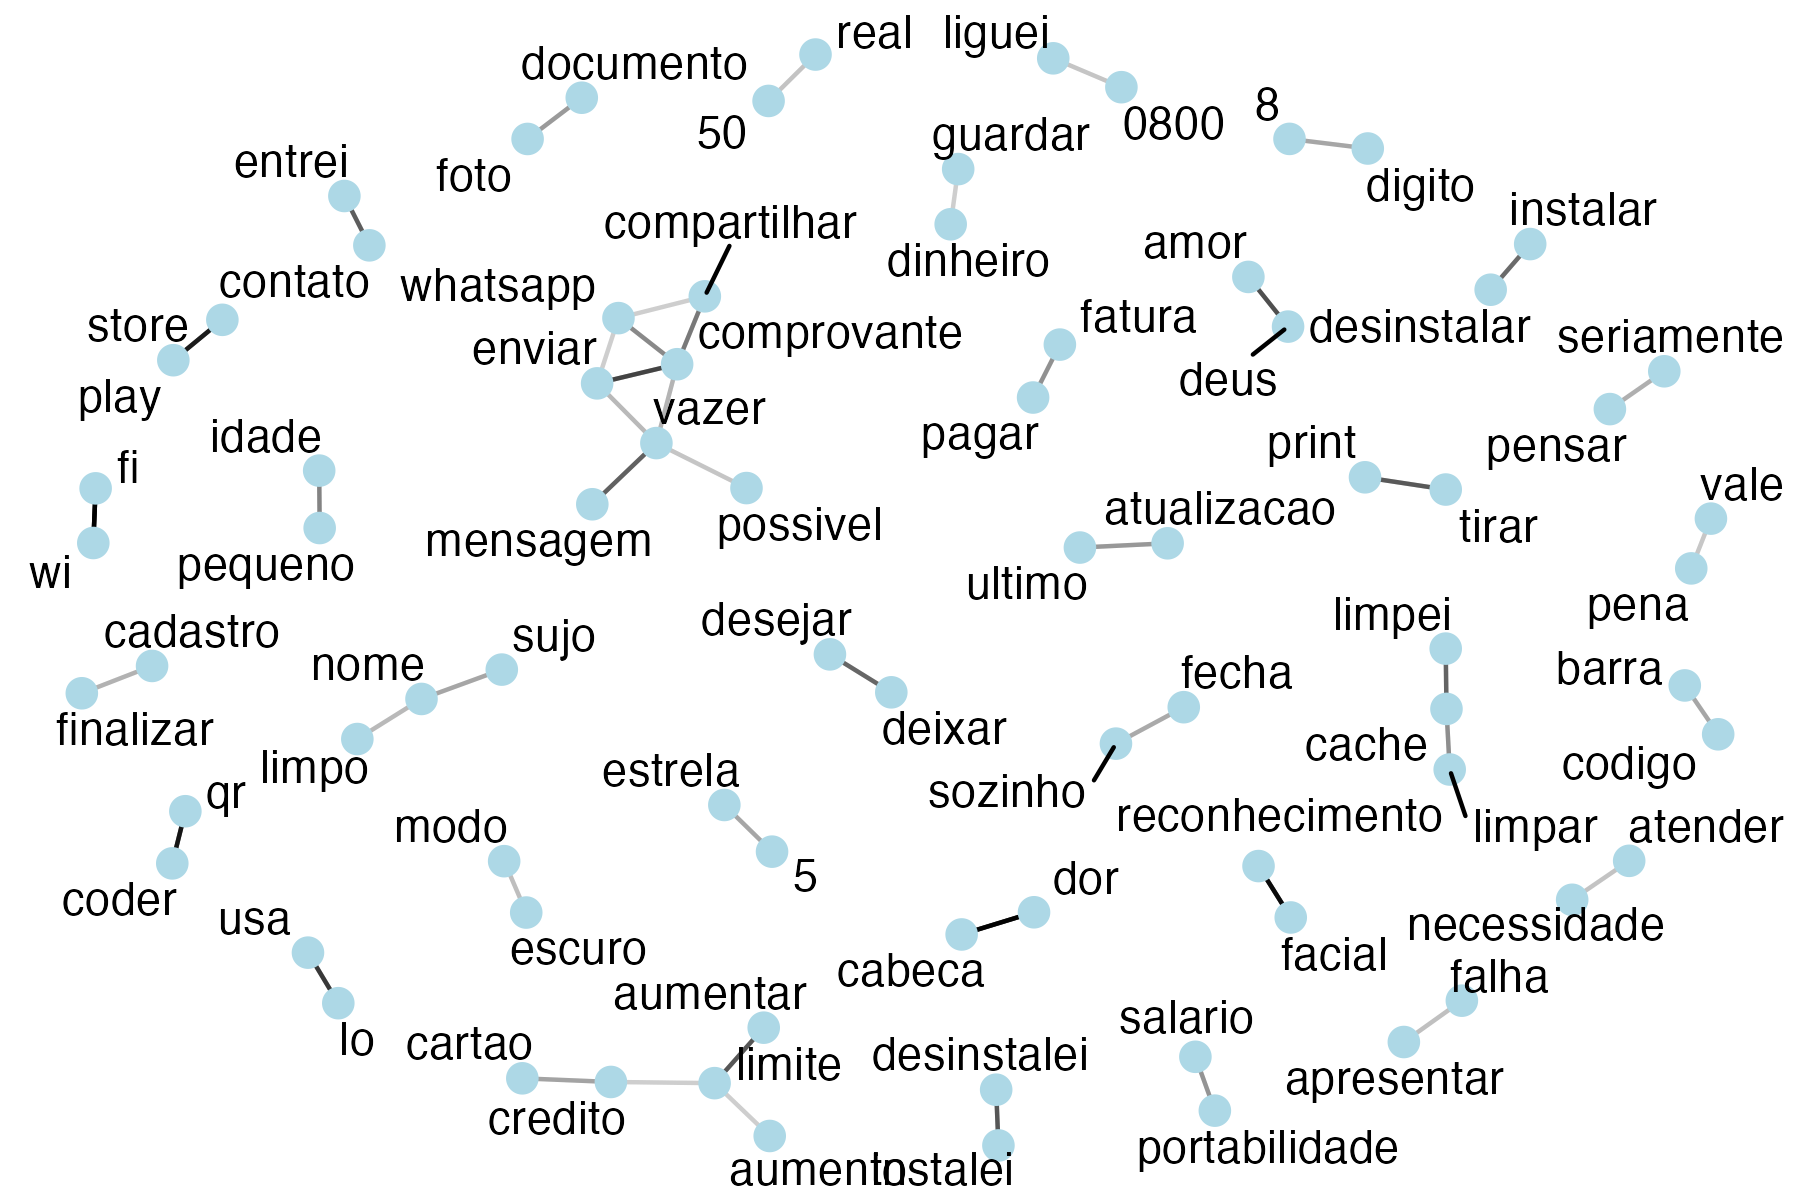 real
liguei
documento
50
0800
8
guardar
foto
entrei
digito
compartilhar
instalar
amor
dinheiro
contato
whatsapp
store
enviar
comprovante
fatura
desinstalar
seriamente
play
deus
vazer
idade
pagar
print
pensar
fi
vale
atualizacao
mensagem
possivel
tirar
wi
pequeno
ultimo
pena
limpei
cadastro
sujo
desejar
nome
fecha
barra
finalizar
deixar
cache
limpo
estrela
codigo
qr
sozinho
reconhecimento
modo
limpar
atender
5
dor
coder
usa
necessidade
escuro
facial
cabeca
falha
aumentar
salario
lo
cartao
limite
desinstalei
apresentar
credito
portabilidade
aumento
instalei